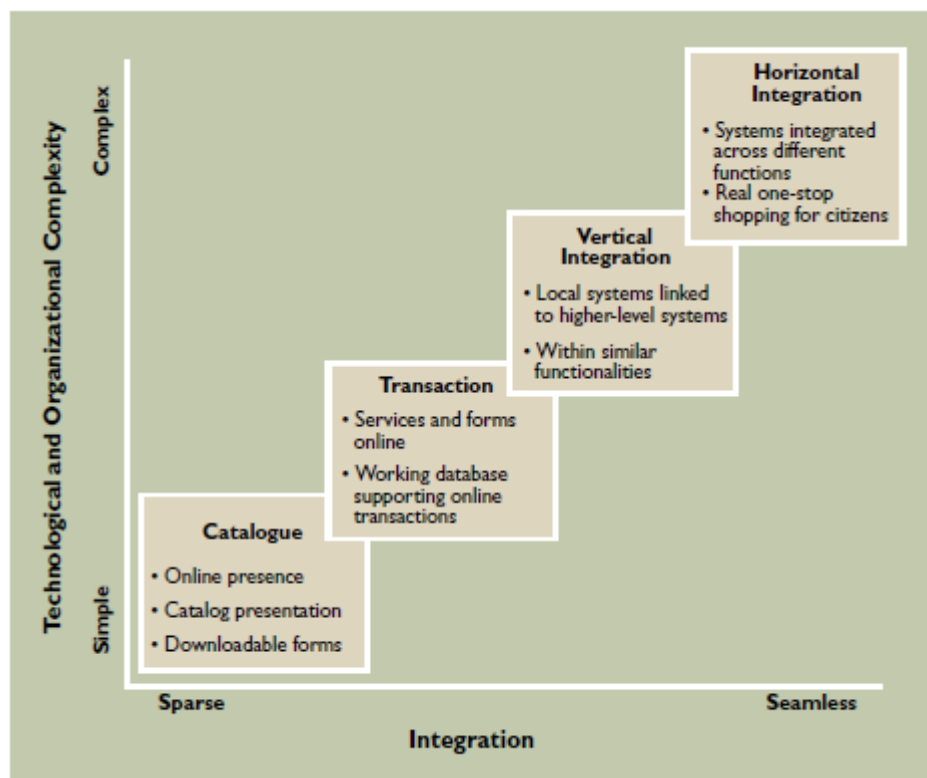 Technological and Organizational Complexity
Complex
Simple
Horizontal
Integration
• Systems integrated
across different
functions
• Real one-stop
shopping for citizens
Vertical
Integration
• Local systems linked
to higher-level systems
• Within similar
functionalities
Transaction
• Services and forms
online
• Working database
supporting online
transactions
Catalogue
• Online presence
• Catalog presentation
• Downloadable forms
Sparse
Seamless
Integration